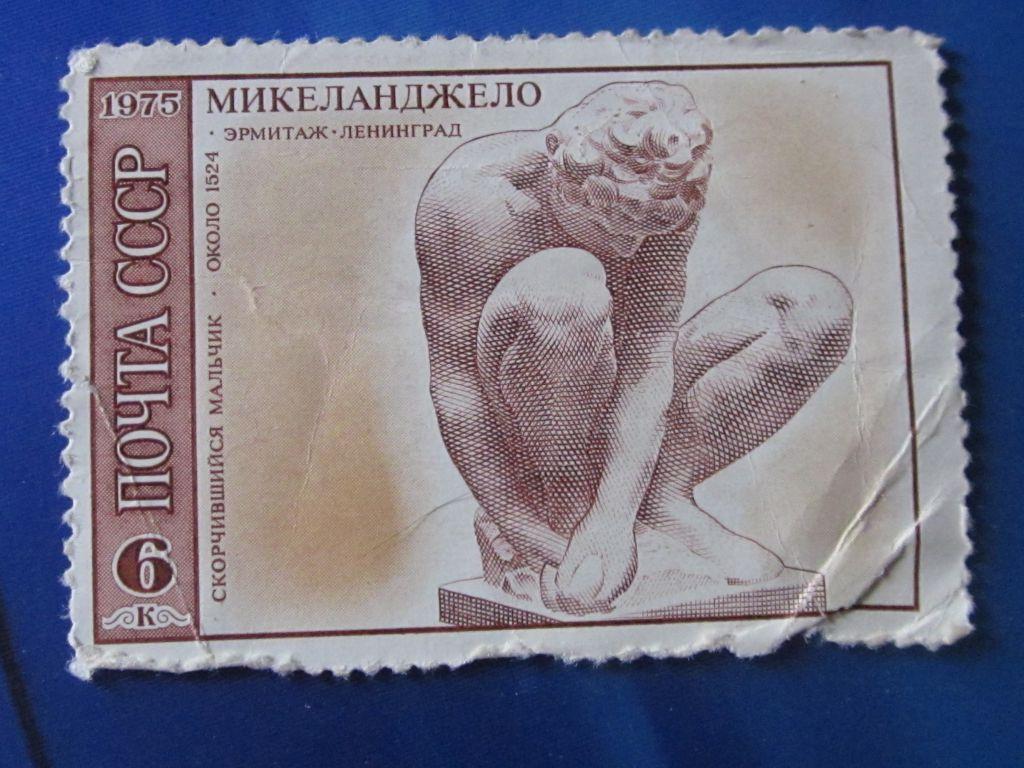 1975
ПОЧТА СССР
6
К
МИКЕЛАНДЖЕЛО
· ЭРМИТАЖ·ЛЕНИНГРАД
СКОРЧИВШИЙСЯ МАЛЬЧИК · ОКОЛО 1524